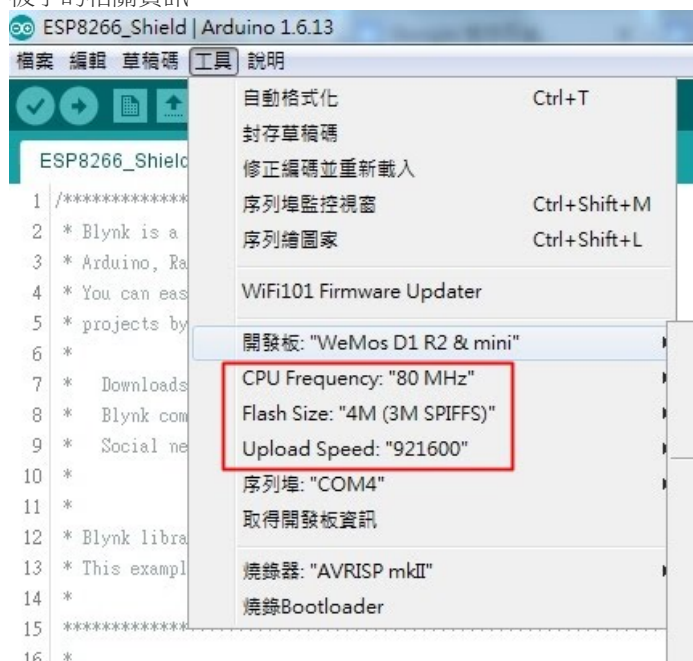 板子的相關資訊
ESP8266_Shield | Arduino 1.6.13
檔案 編輯 草稿碼 工具 說明
自動格式化 Ctrl+T
封存草稿碼
修正編碼並重新載入
序列埠監控視窗 Ctrl+Shift+M
序列繪圖家 Ctrl+Shift+L
WiFi101 Firmware Updater
開發板: "WeMos D1 R2 & mini"
CPU Frequency: "80 MHz"
Flash Size: "4M (3M SPIFFS)"
Upload Speed: "921600"
序列埠: "COM4"
取得開發板資訊
燒錄器: "AVRISP mkII"
燒錄Bootloader
ESP8266_Shield
1 /*************
2 * Blynk is a
3 * Arduino, Ra
4 * You can eas
5 * projects by
6 *
7 * Downloads
8 * Blynk com
9 * Social ne
10 *
11 *
12 * Blynk libra
13 * This exampl
14 *
15 *************
16 *